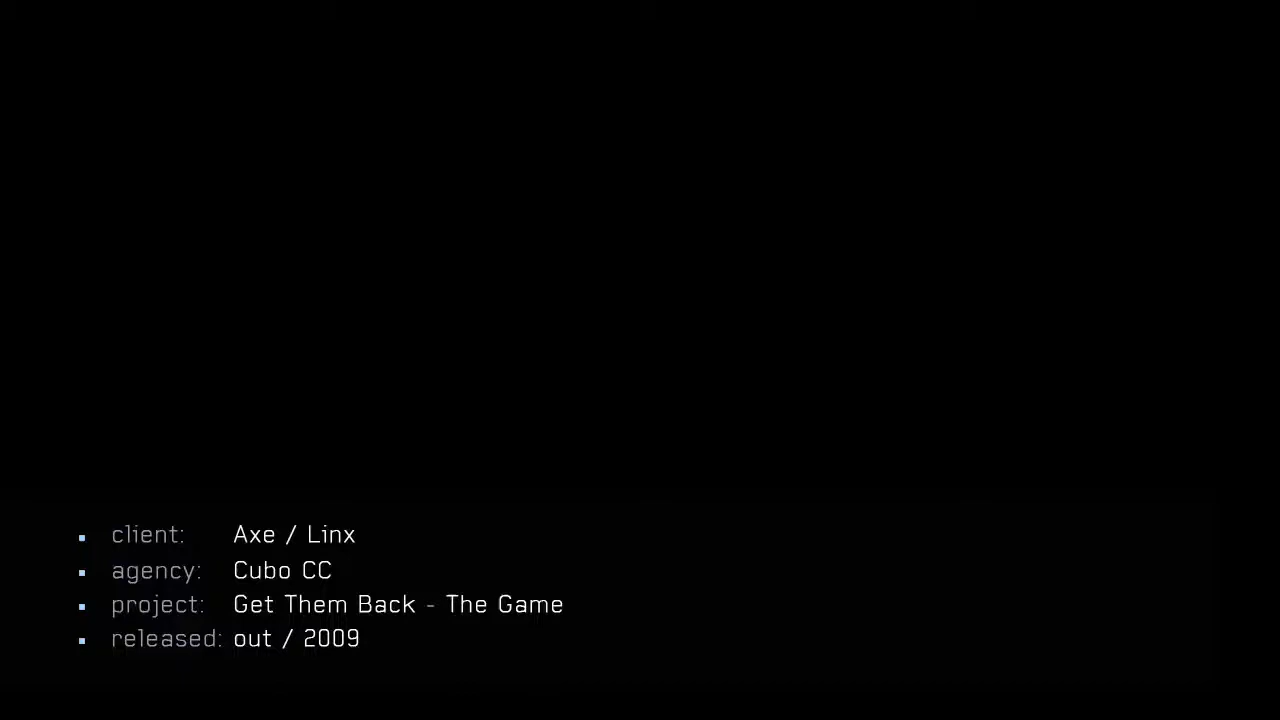 client: Axe / Linx
agency: Cubo CC
project: Get Them Back - The Game
released: out / 2009